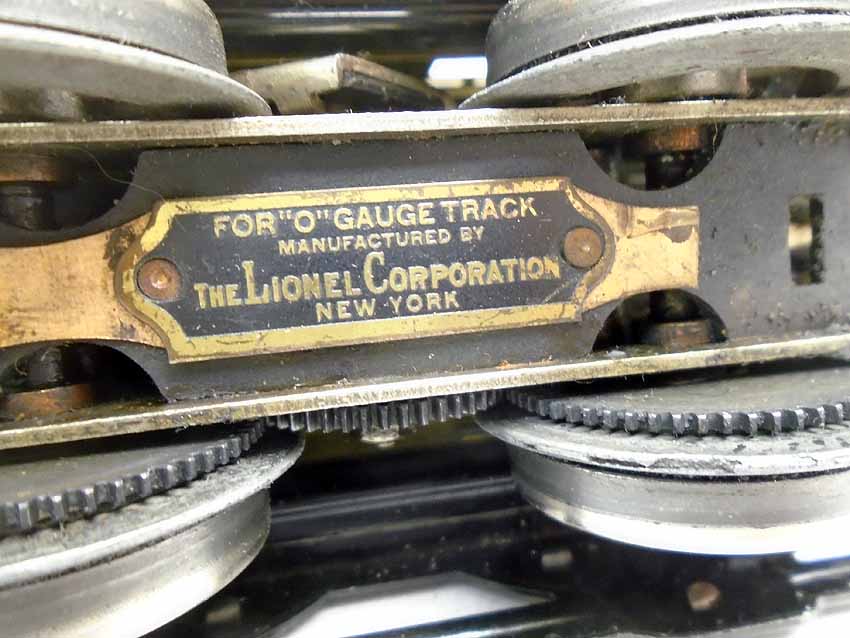 FOR "O" GAUGE TRACK
MANUFACTURED BY
THE LIONEL CORPORATION
NEW YORK